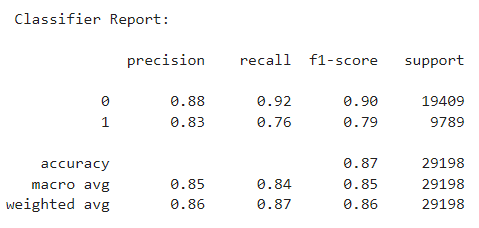 Classifier Report:
precision recall f1-score support
0 0.88 0.92 0.90 19409
1 0.83 0.76 0.79 9789
accuracy 0.87 29198
macro avg 0.85 0.84 0.85 29198
weighted avg 0.86 0.87 0.86 29198